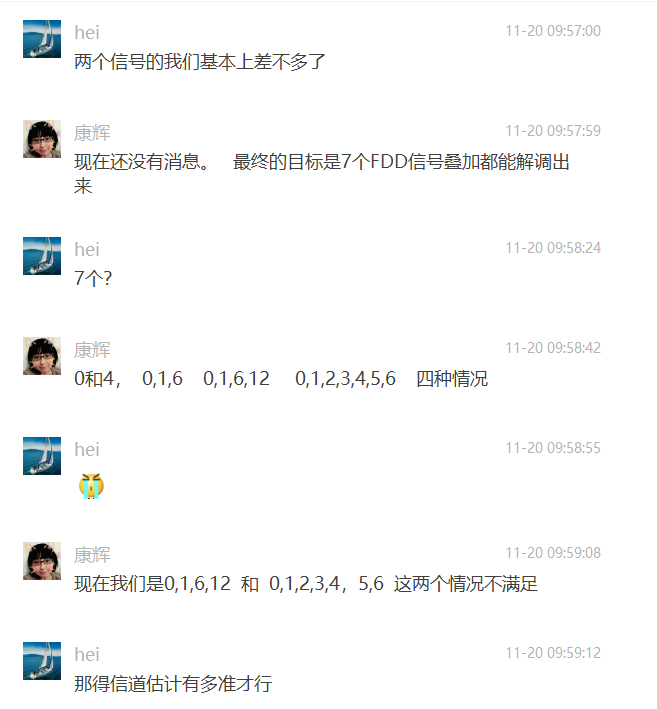 hei 11-20 09:57:00
两个信号的我们基本上差不多了
康辉 11-20 09:57:59
现在还没有消息。 最终的目标是7个FDD信号叠加都能解调出
来
hei 11-20 09:58:24
7个？
康辉 11-20 09:58:42
0和4， 0,1,6 0,1,6,12 0,1,2,3,4,5,6 四种情况
hei 11-20 09:58:55
康辉 11-20 09:59:08
现在我们是0,1,6,12 和 0,1,2,3,4，5,6 这两个情况不满足
hei 11-20 09:59:12
那得信道估计有多准才行